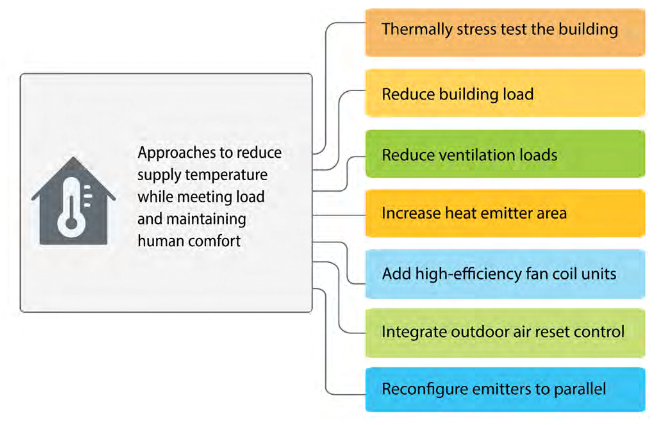 Approaches to reduce
supply temperature
while meeting load
and maintaining
human comfort
Thermally stress test the building
Reduce building load
Reduce ventilation loads
Increase heat emitter area
Add high-efficiency fan coil units
Integrate outdoor air reset control
Reconfigure emitters to parallel